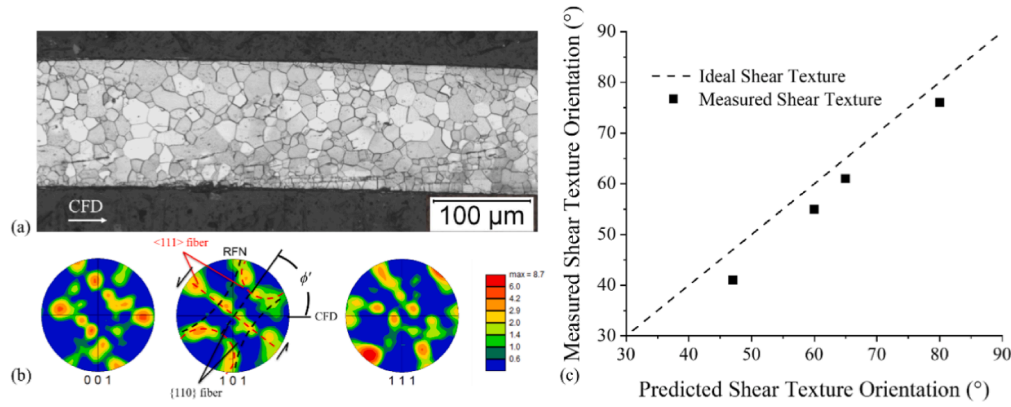 (a)
CFD
100 µm
(b)
<111> fiber
RFN
ϕ'
CFD
{110} fiber
0 0 1
1 0 1
1 1 1
max = 8.7
6.0
4.2
2.9
2.0
1.4
1.0
0.6
(c)
Measured Shear Texture Orientation (°)
90
80
70
60
50
40
30
Ideal Shear Texture
Measured Shear Texture
30 40 50 60 70 80 90
Predicted Shear Texture Orientation (°)